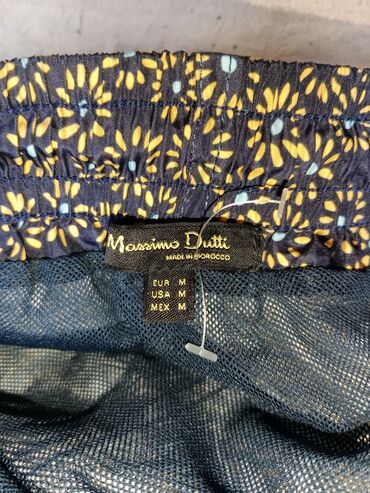 Massimo Dutti
MADE IN MOROCCO
EUR M
USA M
MEX M